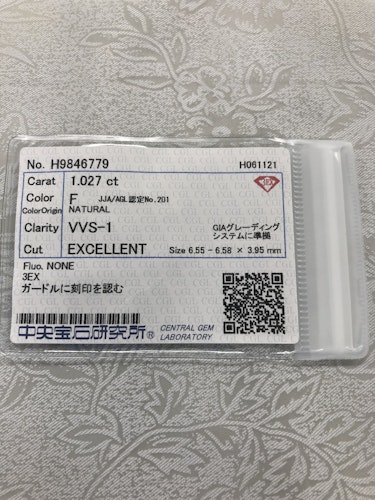 No. H9846779 H061121
Carat 1.027 ct
Color F JJA/AGL認定No.201
ColorOrigin NATURAL
Clarity VVS-1 GIAグレーディング
システムに準拠
Cut EXCELLENT Size 6.55 - 6.58 × 3.95 mm
Fluo. NONE
3EX
ガードルに刻印を認む
中央宝石研究所® CENTRAL GEM
LABORATORY